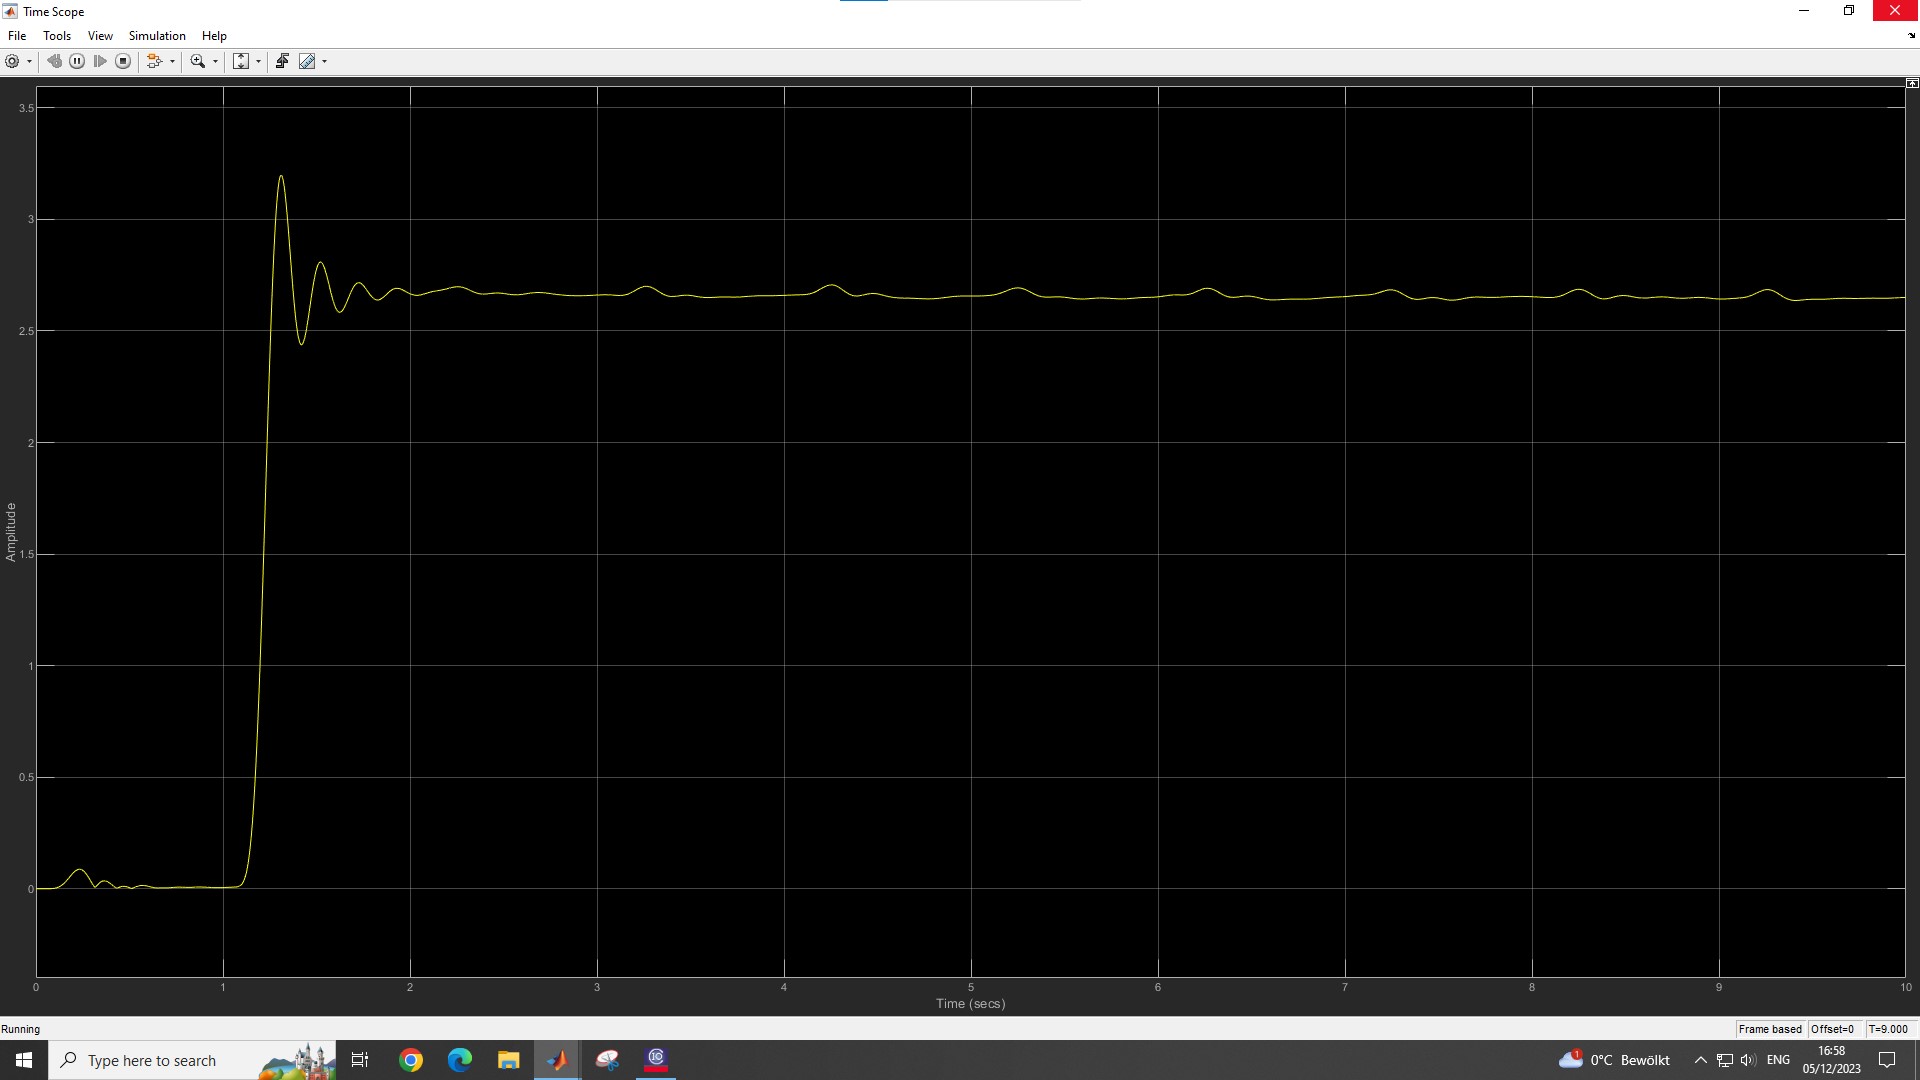 Time Scope
File Tools View Simulation Help
3.5
3
2.5
2
1.5
1
0.5
0
Amplitude
0 1 2 3 4 5 6 7 8 9 10
Time (secs)
Running
Frame based Offset=0 T=9.000
Type here to search
IC
1
0°C Bewölkt
ENG
16:58
05/12/2023